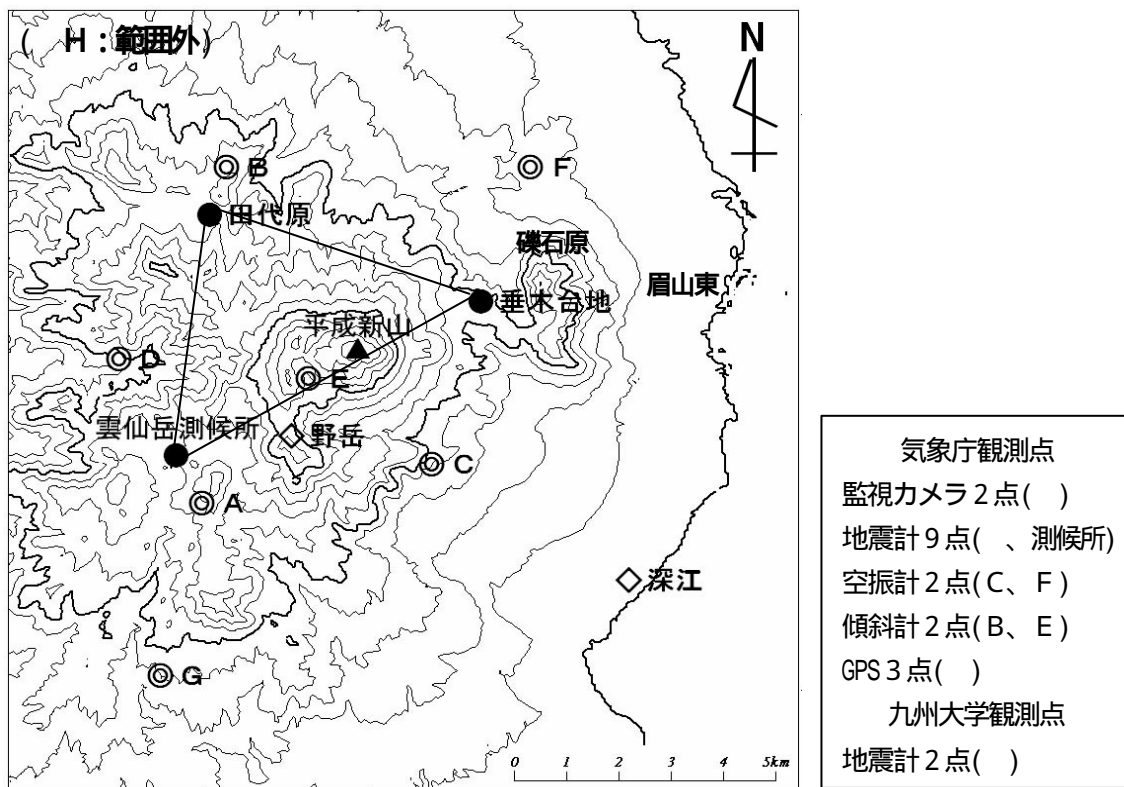 (　H：範囲外)
N
B
F
田代原
礫石原
眉山東
垂木台地
平成新山
D
E
雲仙岳測候所
野岳
C
A
深江
G
0 1 2 3 4 5km
気象庁観測点
監視カメラ２点(　)
地震計９点(　、測候所)
空振計２点(Ｃ、Ｆ)
傾斜計２点(Ｂ、Ｅ)
GPS３点(　)
九州大学観測点
地震計２点(　)